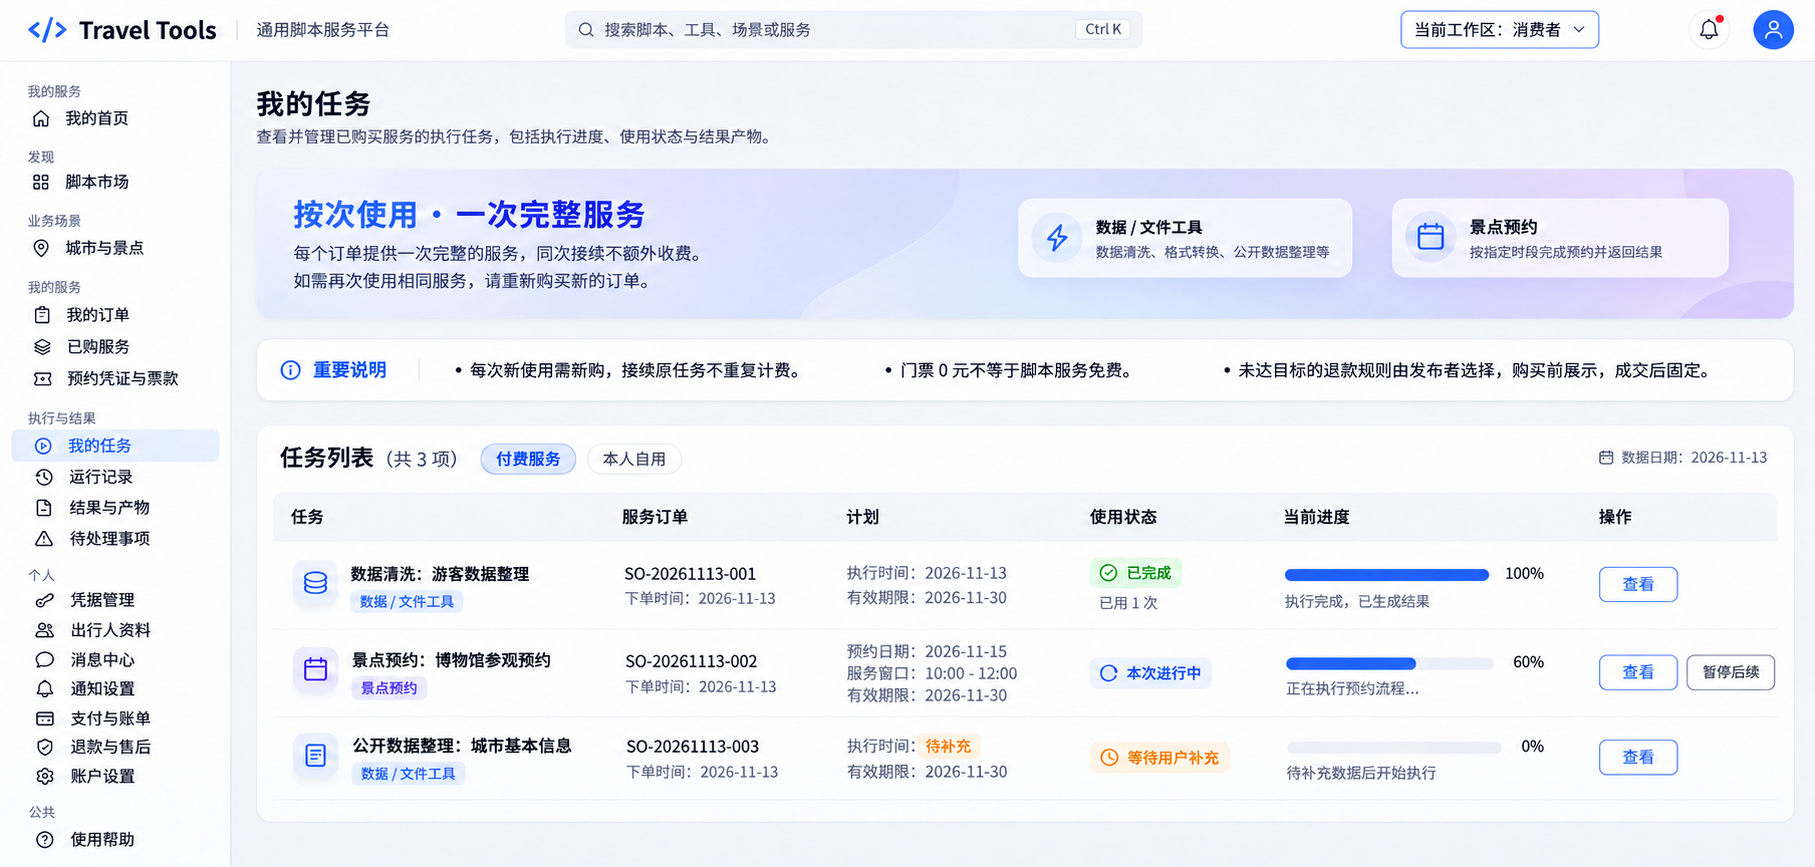 </> Travel Tools
通用脚本服务平台
搜索脚本、工具、场景或服务
Ctrl K
当前工作区：消费者
我的服务
我的首页
发现
脚本市场
业务场景
城市与景点
我的服务
我的订单
已购服务
预约凭证与票款
执行与结果
我的任务
运行记录
结果与产物
待处理事项
个人
凭据管理
出行人资料
消息中心
通知设置
支付与账单
退款与售后
账户设置
公共
使用帮助
我的任务
查看并管理已购买服务的执行任务，包括执行进度、使用状态与结果产物。
按次使用 · 一次完整服务
每个订单提供一次完整的服务，同次接续不额外收费。
如需再次使用相同服务，请重新购买新的订单。
数据 / 文件工具
数据清洗、格式转换、公开数据整理等
景点预约
按指定时段完成预约并返回结果
重要说明
• 每次新使用需新购，接续原任务不重复计费。
• 门票 0 元不等于脚本服务免费。
• 未达目标的退款规则由发布者选择，购买前展示，成交后固定。
任务列表（共 3 项）
付费服务
本人自用
数据日期：2026-11-13
任务 服务订单 计划 使用状态 当前进度 操作
数据清洗：游客数据整理
数据 / 文件工具
SO-20261113-001
下单时间：2026-11-13
执行时间：2026-11-13
有效期限：2026-11-30
已完成
已用 1 次
100%
执行完成，已生成结果
查看
景点预约：博物馆参观预约
景点预约
SO-20261113-002
下单时间：2026-11-13
预约日期：2026-11-15
服务窗口：10:00 - 12:00
有效期限：2026-11-30
本次进行中
60%
正在执行预约流程...
查看
暂停后续
公开数据整理：城市基本信息
数据 / 文件工具
SO-20261113-003
下单时间：2026-11-13
执行时间：待补充
有效期限：2026-11-30
等待用户补充
0%
待补充数据后开始执行
查看